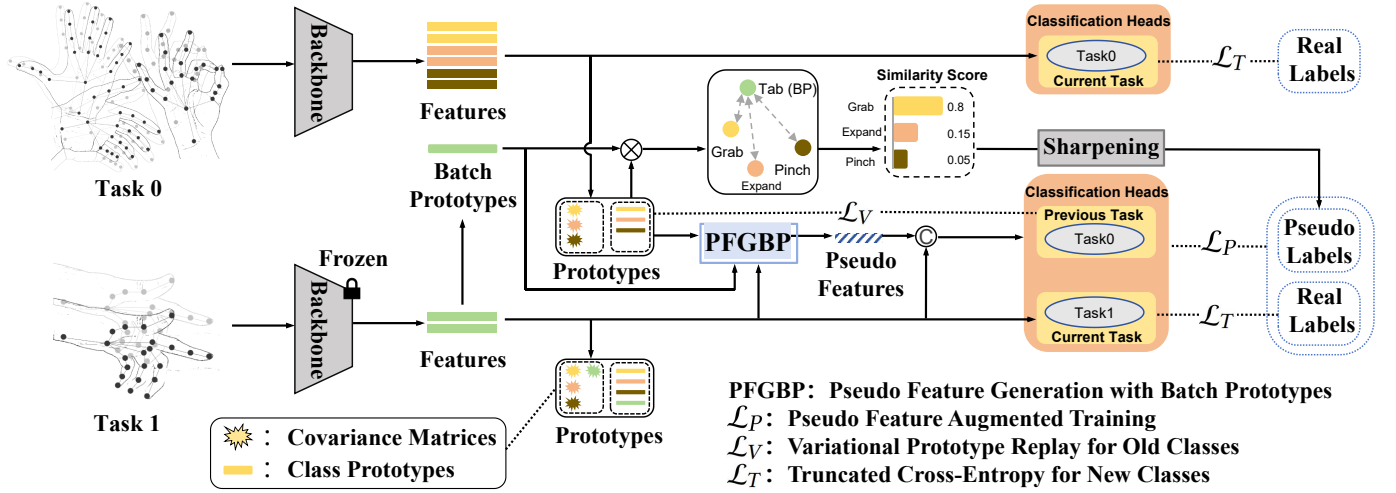 Task 0
Backbone
Features
Classification Heads
Task0
Current Task
ℒ_T
Real
Labels
Batch
Prototypes
Tab (BP)
Grab
Expand
Pinch
Similarity Score
Grab 0.8
Expand 0.15
Pinch 0.05
Sharpening
Prototypes
ℒ_V
PFGBP
Pseudo
Features
©
Classification Heads
Previous Task
Task0
ℒ_P
Pseudo
Labels
Task 1
Frozen
Backbone
Features
Task1
Current Task
ℒ_T
Real
Labels
Prototypes
: Covariance Matrices
: Class Prototypes
PFGBP: Pseudo Feature Generation with Batch Prototypes
ℒ_P: Pseudo Feature Augmented Training
ℒ_V: Variational Prototype Replay for Old Classes
ℒ_T: Truncated Cross-Entropy for New Classes